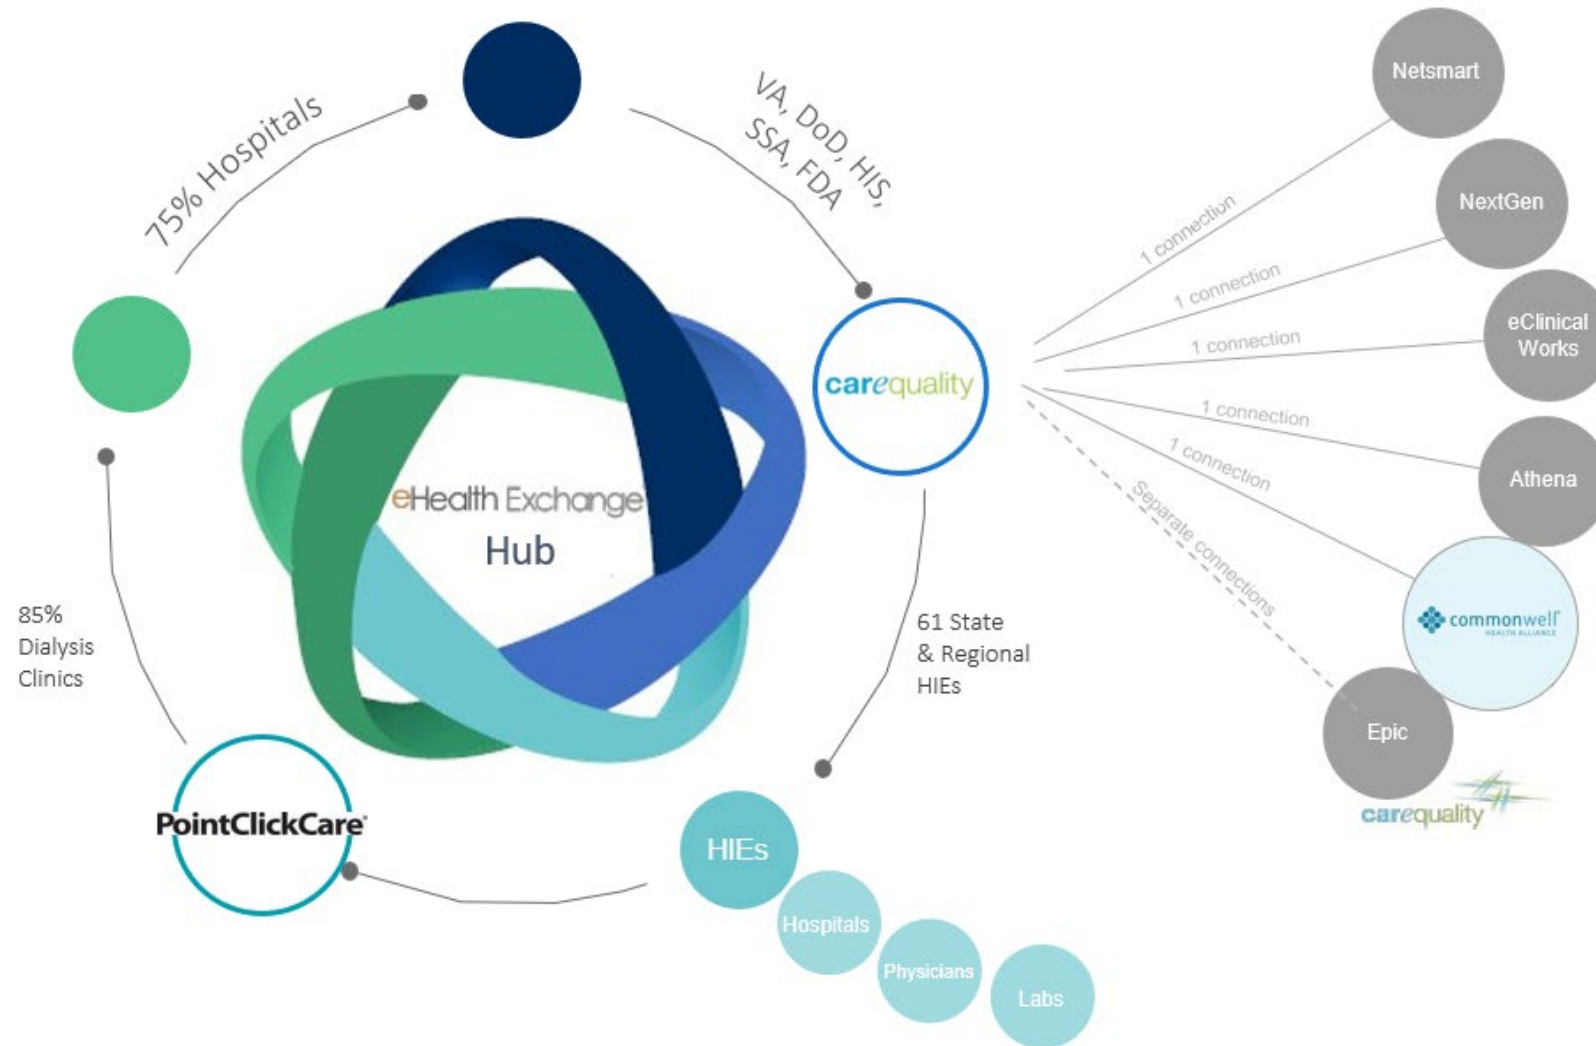 75% Hospitals
VA, DoD, HIS,
SSA, FDA
carequality
eHealth Exchange
Hub
85%
Dialysis
Clinics
61 State
& Regional
HIEs
PointClickCare
HIEs
Hospitals
Physicians
Labs
1 connection
Netsmart
1 connection
NextGen
1 connection
eClinical
Works
1 connection
Athena
1 connection
commonwell
HEALTH ALLIANCE
Separate connections
Epic
carequality